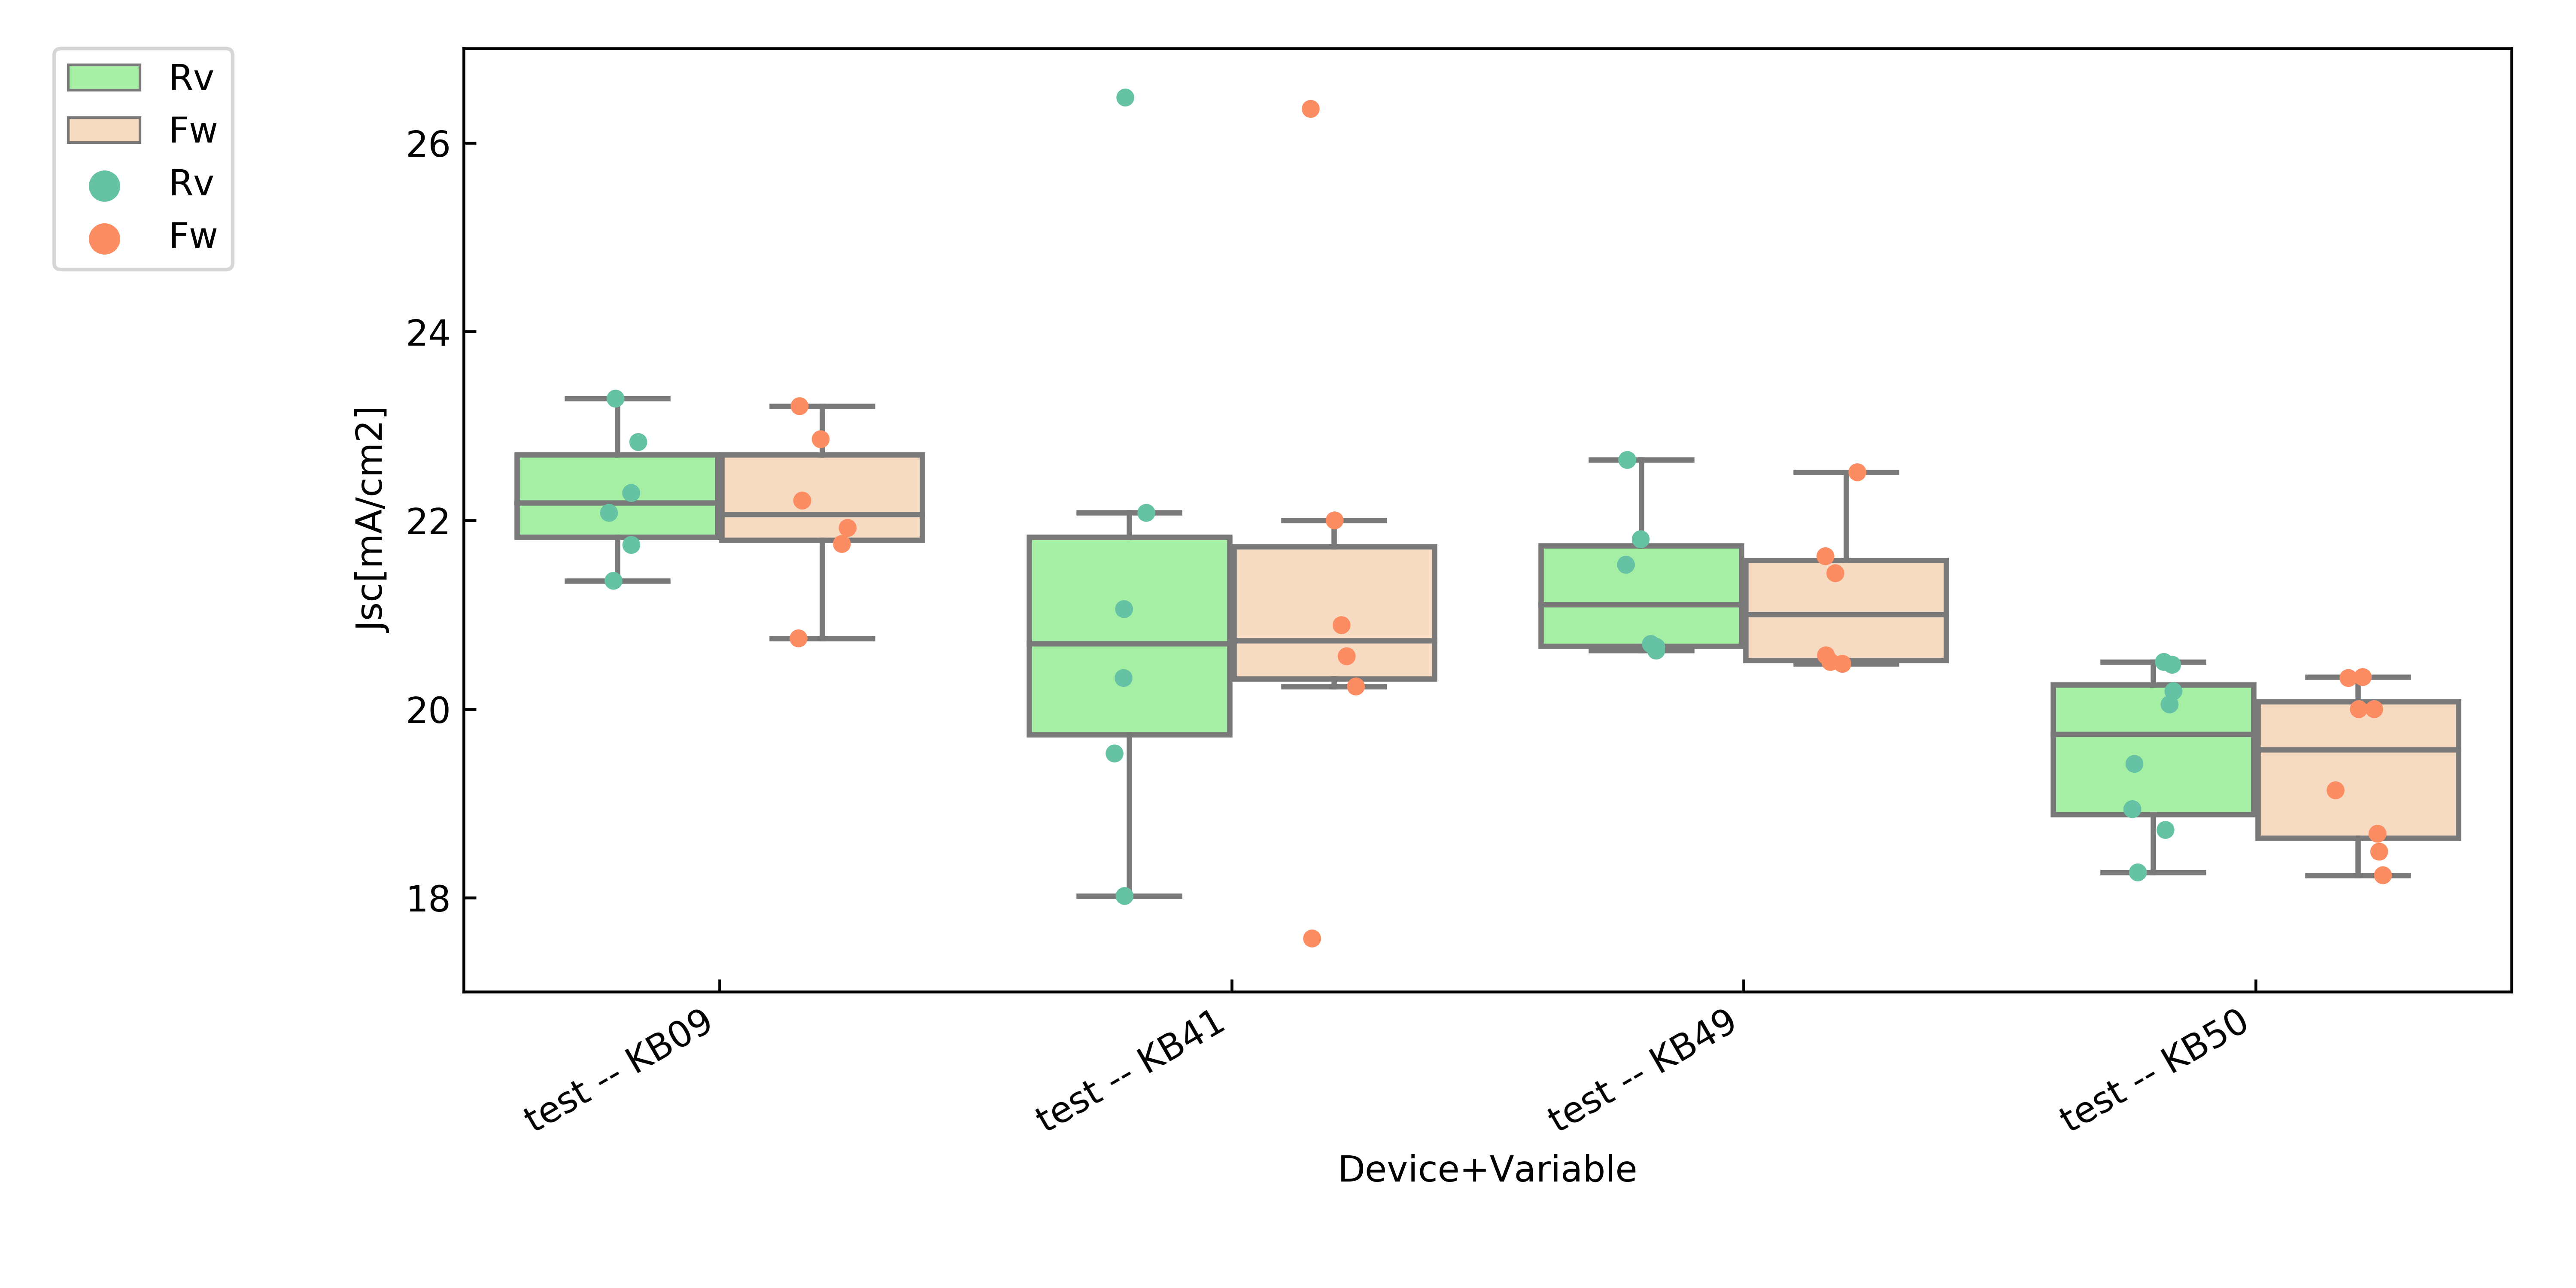 Rv
Fw
Rv
Fw
26
24
22
20
18
Jsc[mA/cm2]
test -- KB09
test -- KB41
test -- KB49
test -- KB50
Device+Variable